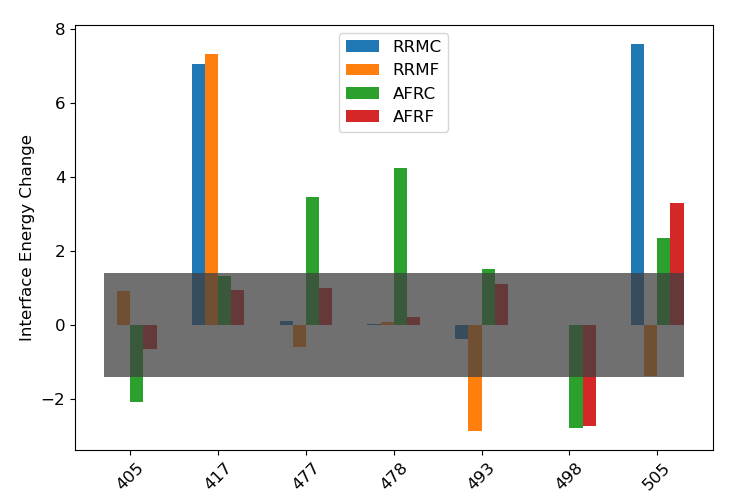 RRMC
RRMF
AFRC
AFRF
Interface Energy Change
8
6
4
2
0
−2
405 417 477 478 493 498 505